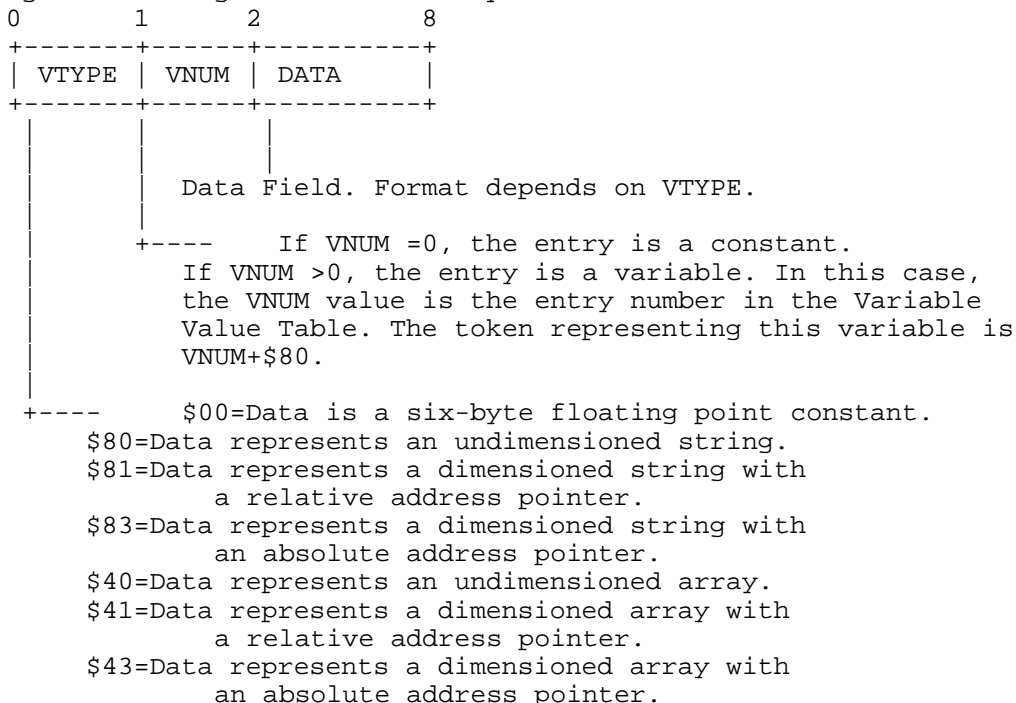 0       1      2          8
+-------+------+----------+
| VTYPE | VNUM | DATA     |
+-------+------+----------+
Data Field. Format depends on VTYPE.
+---- If VNUM =0, the entry is a constant.
If VNUM >0, the entry is a variable. In this case,
the VNUM value is the entry number in the Variable
Value Table. The token representing this variable is
VNUM+$80.
+---- $00=Data is a six-byte floating point constant.
$80=Data represents an undimensioned string.
$81=Data represents a dimensioned string with
a relative address pointer.
$83=Data represents a dimensioned string with
an absolute address pointer.
$40=Data represents an undimensioned array.
$41=Data represents a dimensioned array with
a relative address pointer.
$43=Data represents a dimensioned array with
an absolute address pointer.